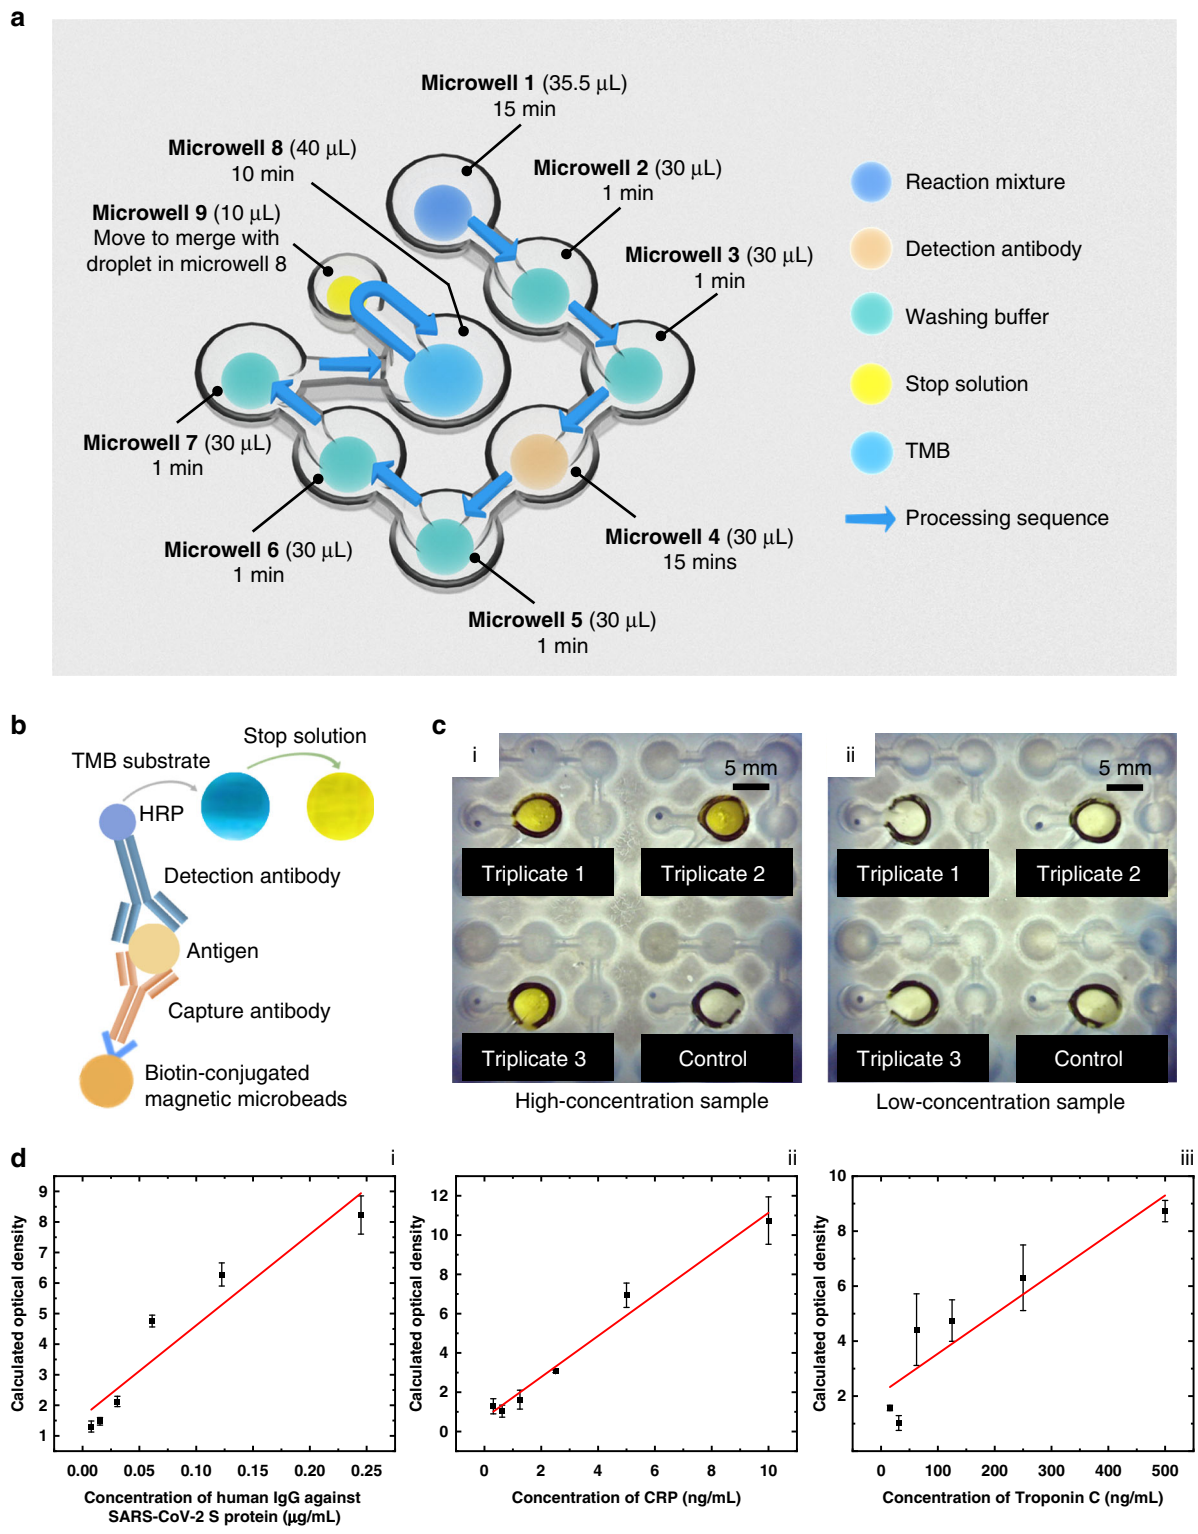 a
Microwell 1 (35.5 µL)
15 min
Microwell 8 (40 µL)
10 min
Microwell 2 (30 µL)
1 min
Microwell 9 (10 µL)
Move to merge with
droplet in microwell 8
Microwell 3 (30 µL)
1 min
Microwell 7 (30 µL)
1 min
Microwell 6 (30 µL)
1 min
Microwell 4 (30 µL)
15 mins
Microwell 5 (30 µL)
1 min
Reaction mixture
Detection antibody
Washing buffer
Stop solution
TMB
Processing sequence
b
Stop solution
TMB substrate
HRP
Detection antibody
Antigen
Capture antibody
Biotin-conjugated
magnetic microbeads
c
i
5 mm
Triplicate 1
Triplicate 2
Triplicate 3
Control
High-concentration sample
ii
5 mm
Triplicate 1
Triplicate 2
Triplicate 3
Control
Low-concentration sample
d
i
Calculated optical density
9
8
7
6
5
4
3
2
1
0.00 0.05 0.10 0.15 0.20 0.25
Concentration of human IgG against
SARS-CoV-2 S protein (µg/mL)
ii
Calculated optical density
12
10
8
6
4
2
0
0 2 4 6 8 10
Concentration of CRP (ng/mL)
iii
Calculated optical density
10
8
6
4
2
0 100 200 300 400 500
Concentration of Troponin C (ng/mL)